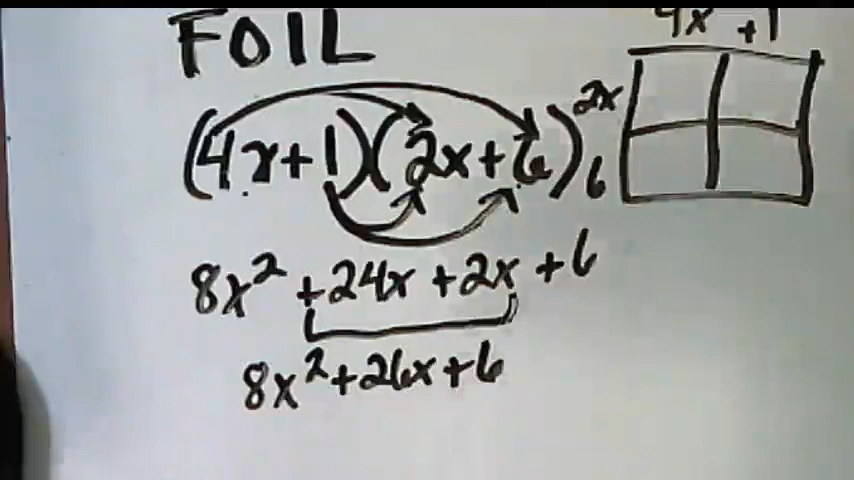 FOIL
(4x+1)(2x+6)
8x² +24x +2x +6
8x²+26x+6
4x +1
2x
6